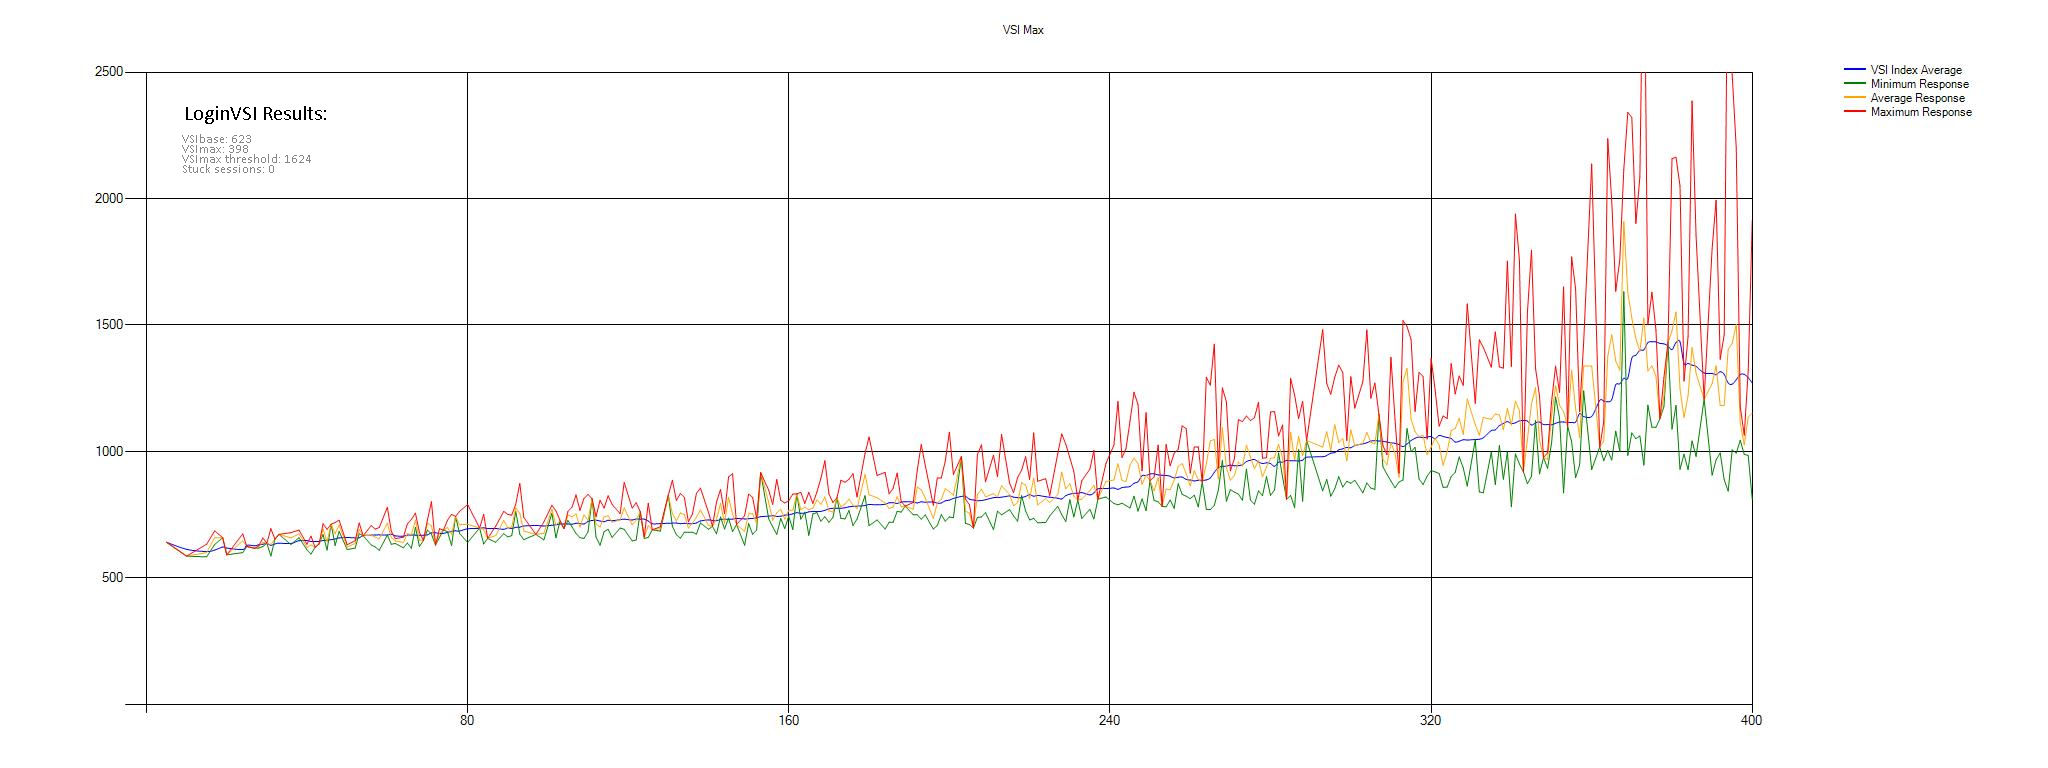 VSI Max
2500
2000
1500
1000
500
80
160
240
320
400
LoginVSI Results:
VSIbase: 623
VSImax: 398
VSImax threshold: 1624
Stuck sessions: 0
VSI Index Average
Minimum Response
Average Response
Maximum Response